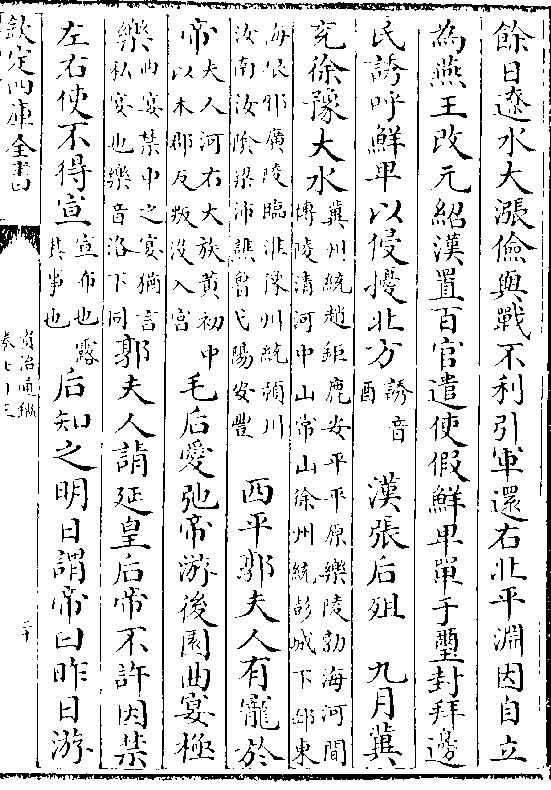 餘日遼水大漲儉與戰不利引軍還右北平淵因自立
為燕王改元紹漢置百官遣使假鮮卑單于璽封拜邊
民誘呼鮮卑以侵擾北方誘音酉 漢張后殂 九月冀
兖徐豫大水冀州統趙鉅鹿安平平原樂陵勃海河間博陵清河中山常山徐州統彭城下邳東
海琅邪廣陵臨淮豫州統潁川汝南汝陰梁沛譙魯弋陽安豐 西平郭夫人有寵於
帝夫人河右大族黄初中以本郡反叛没入宫毛后愛弛帝游後園曲宴極
樂曲宴禁中之宴猶言私宴也樂音洛下同郭夫人請延皇后帝不許因禁
左右使不得宣宣布也露其事也后知之明日謂帝曰昨日游
欽定四庫全書
資治通鑑
卷七十三